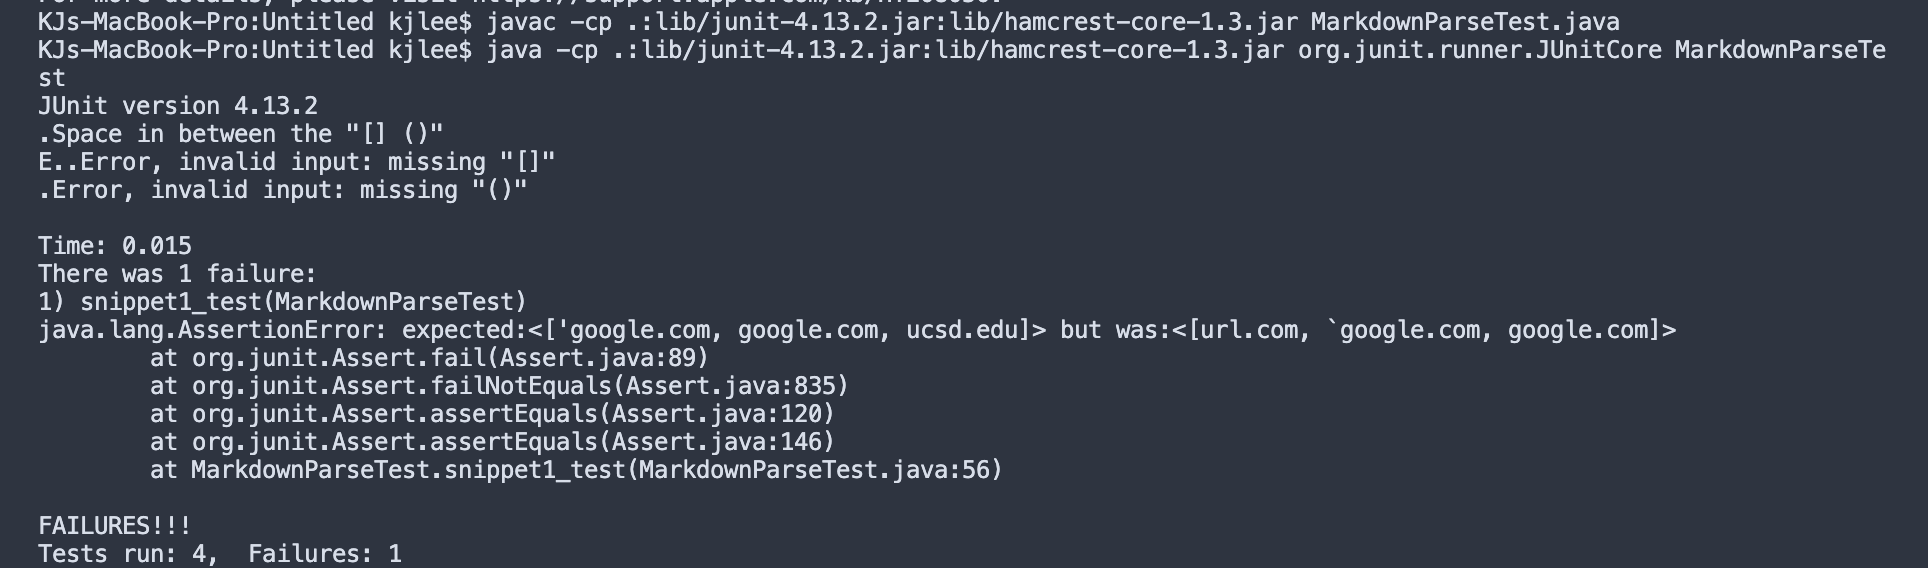 KJs-MacBook-Pro:Untitled kjlee$ javac -cp .:lib/junit-4.13.2.jar:lib/hamcrest-core-1.3.jar MarkdownParseTest.java
KJs-MacBook-Pro:Untitled kjlee$ java -cp .:lib/junit-4.13.2.jar:lib/hamcrest-core-1.3.jar org.junit.runner.JUnitCore MarkdownParseTe
st
JUnit version 4.13.2
.Space in between the "[] ()"
E..Error, invalid input: missing "[]"
.Error, invalid input: missing "()"

Time: 0.015
There was 1 failure:
1) snippet1_test(MarkdownParseTest)
java.lang.AssertionError: expected:<['google.com, google.com, ucsd.edu]> but was:<[url.com, `google.com, google.com]>
        at org.junit.Assert.fail(Assert.java:89)
        at org.junit.Assert.failNotEquals(Assert.java:835)
        at org.junit.Assert.assertEquals(Assert.java:120)
        at org.junit.Assert.assertEquals(Assert.java:146)
        at MarkdownParseTest.snippet1_test(MarkdownParseTest.java:56)

FAILURES!!!
Tests run: 4,  Failures: 1